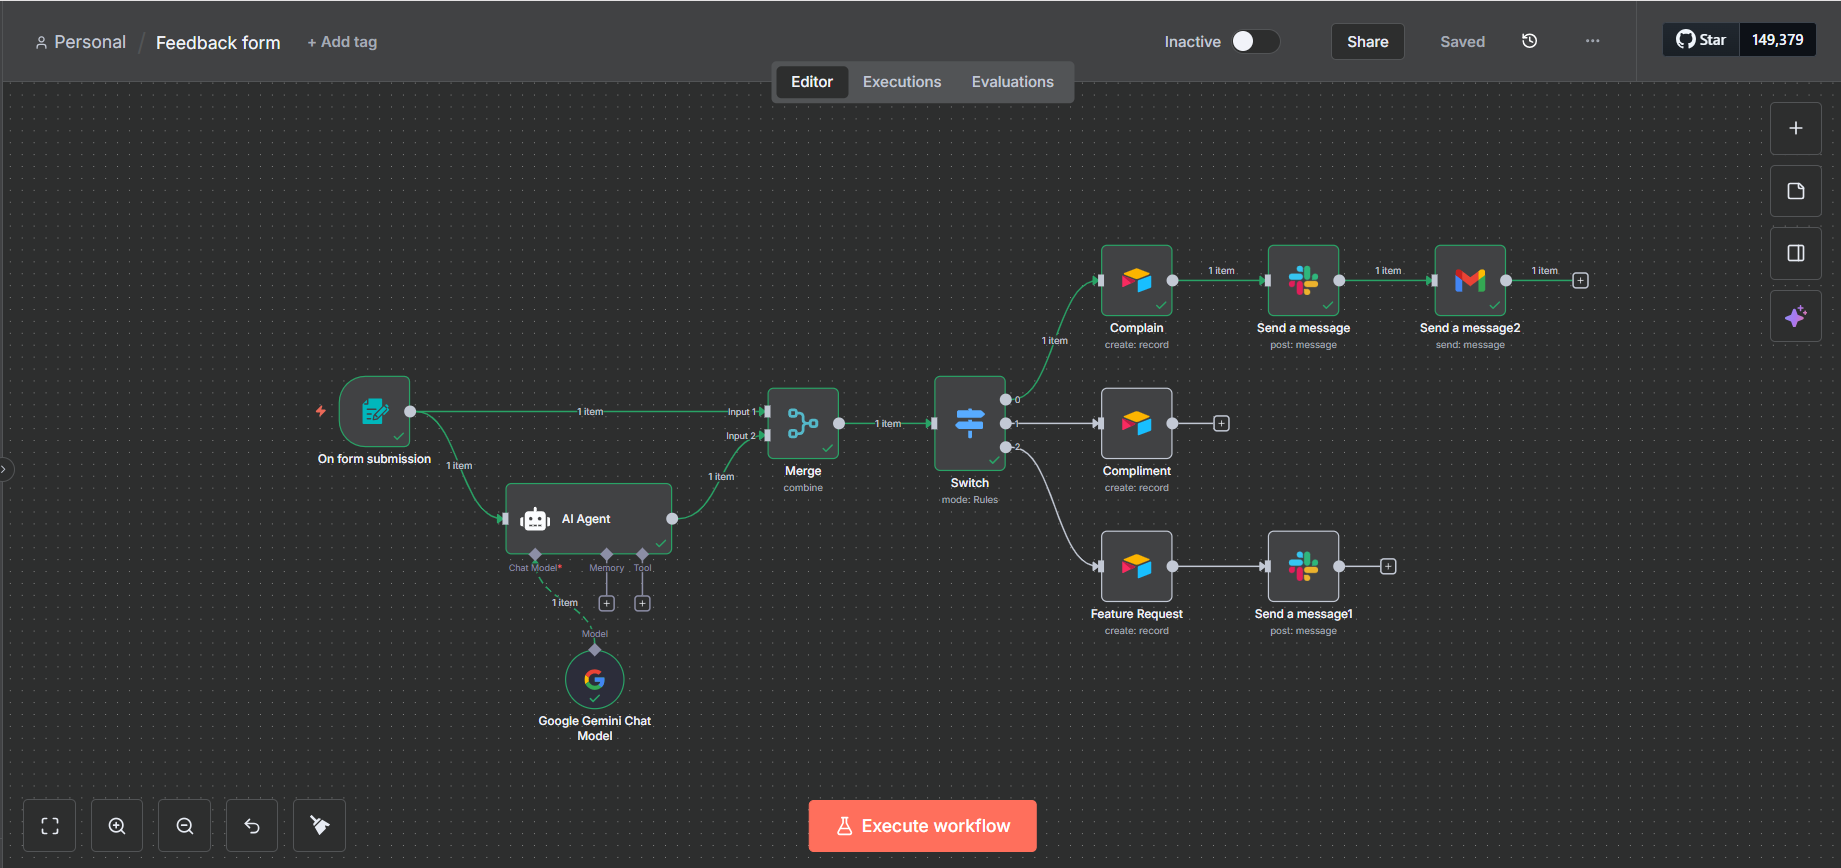 Personal / Feedback form + Add tag
Inactive
Share
Saved
Star 149,379
Editor Executions Evaluations
1 item 1 item 1 item
Complain
create: record
Send a message
post: message
Send a message2
send: message
1 item
0
1 item
Input 1
1 item
1
Input 2
2
On form submission
1 item
Merge
combine
1 item
Switch
mode: Rules
Compliment
create: record
AI Agent
Chat Model*
Memory
Tool
1 item
Feature Request
create: record
Send a message1
post: message
Model
Google Gemini Chat
Model
Execute workflow